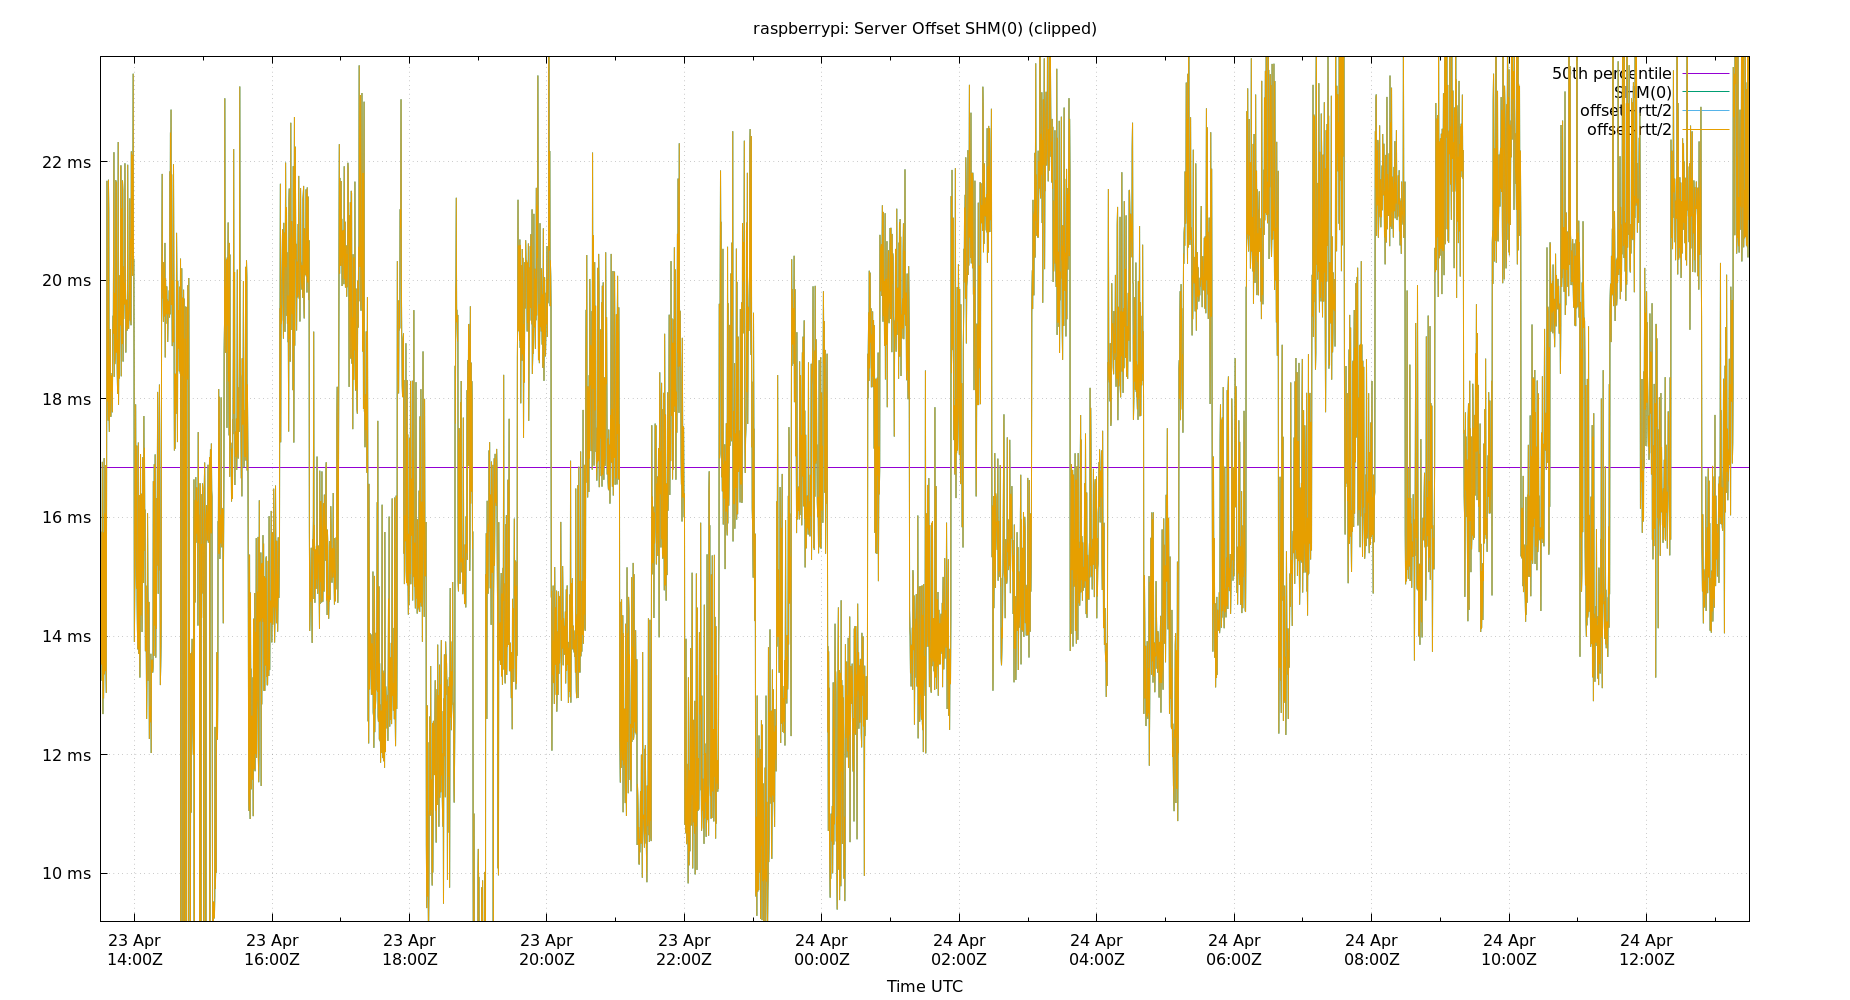 raspberrypi: Server Offset SHM(0) (clipped)
50th percentile
SHM(0)
offset+rtt/2
offset-rtt/2
22 ms
20 ms
18 ms
16 ms
14 ms
12 ms
10 ms
23 Apr 23 Apr 23 Apr 23 Apr 23 Apr 24 Apr 24 Apr 24 Apr 24 Apr 24 Apr 24 Apr 24 Apr
14:00Z 16:00Z 18:00Z 20:00Z 22:00Z 00:00Z 02:00Z 04:00Z 06:00Z 08:00Z 10:00Z 12:00Z
Time UTC